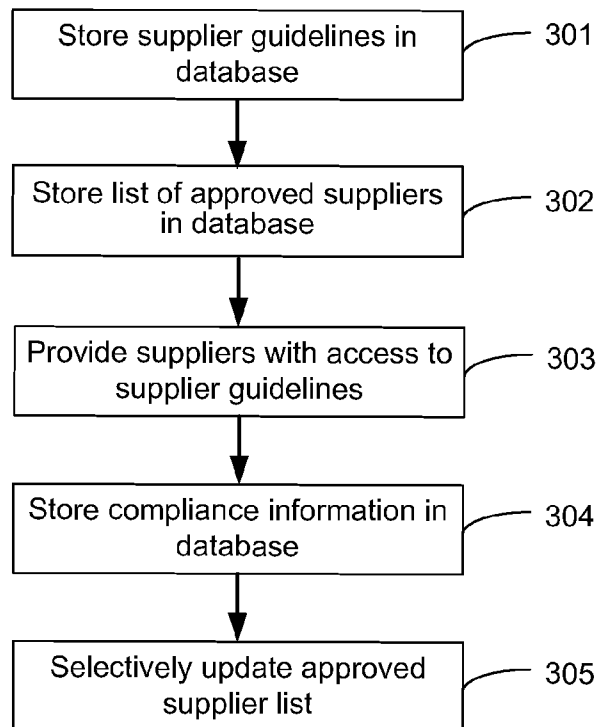 Store supplier guidelines in
database
301
Store list of approved suppliers
in database
302
Provide suppliers with access to
supplier guidelines
303
Store compliance information in
database
304
Selectively update approved
supplier list
305